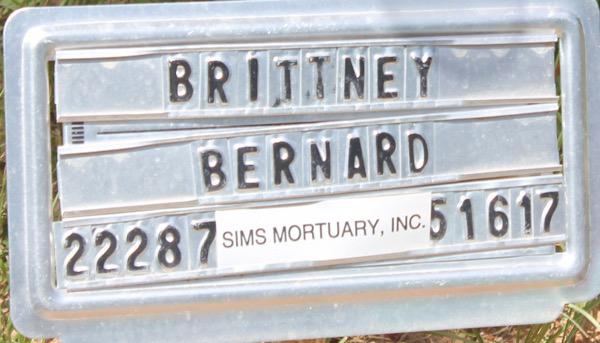 BRITTNEY
BERNARD
22287 SIMS MORTUARY, INC. 51617